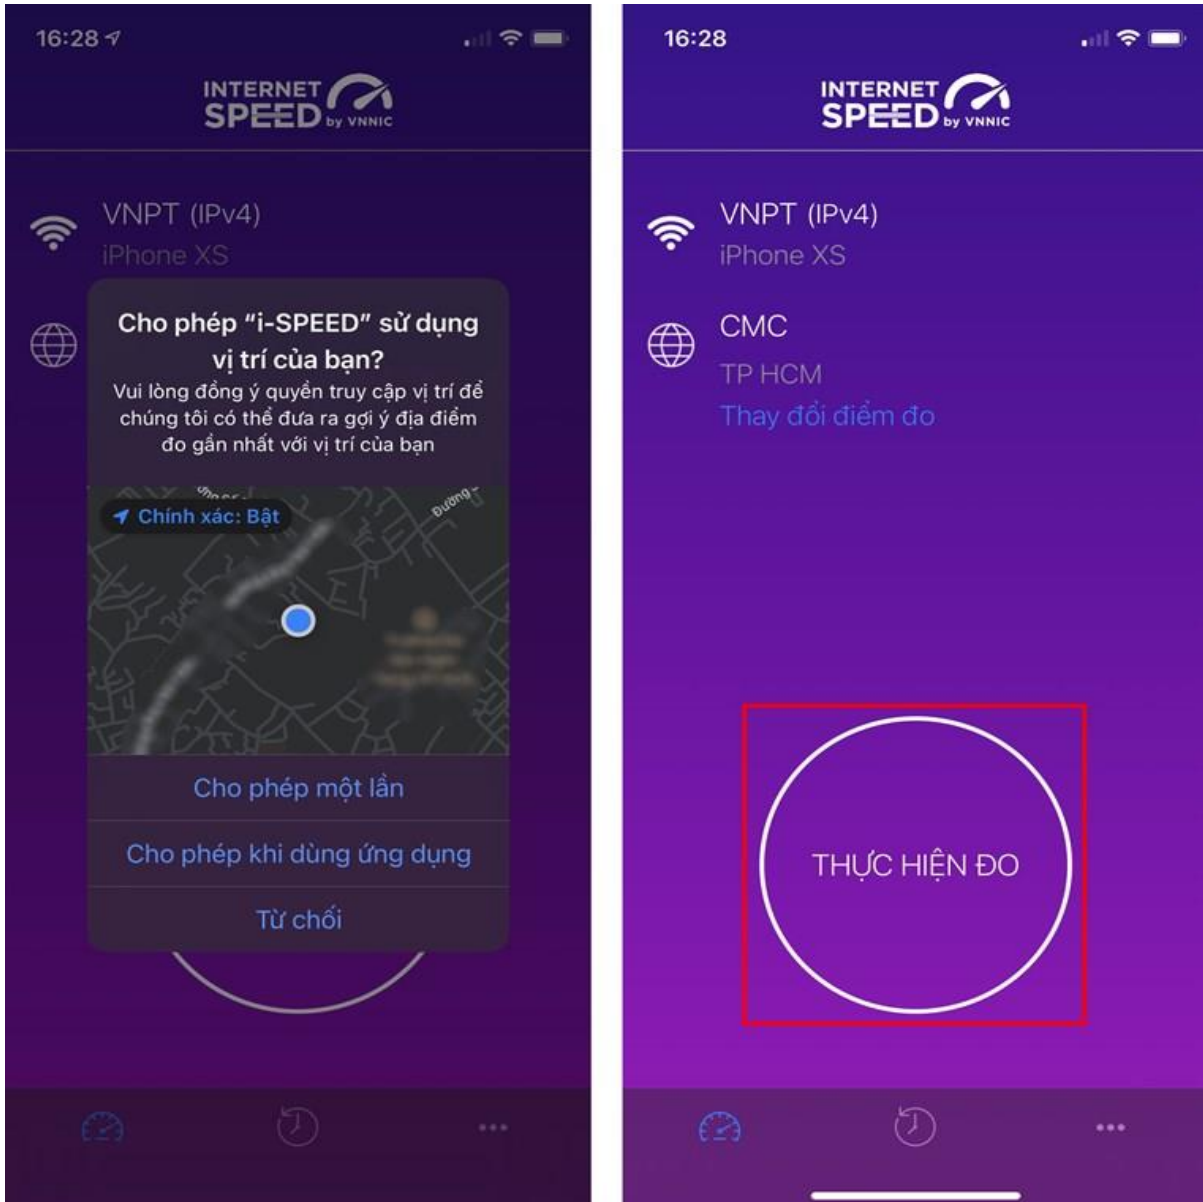 16:28
INTERNET
SPEED by VNNIC
VNPT (IPv4)
iPhone XS
Cho phép “i-SPEED” sử dụng
vị trí của bạn?
Vui lòng đồng ý quyền truy cập vị trí để
chúng tôi có thể đưa ra gợi ý địa điểm
đo gần nhất với vị trí của bạn
Đường
Chính xác: Bật
Cho phép một lần
Cho phép khi dùng ứng dụng
Từ chối
16:28
INTERNET
SPEED by VNNIC
VNPT (IPv4)
iPhone XS
CMC
TP HCM
Thay đổi điểm đo
THỰC HIỆN ĐO